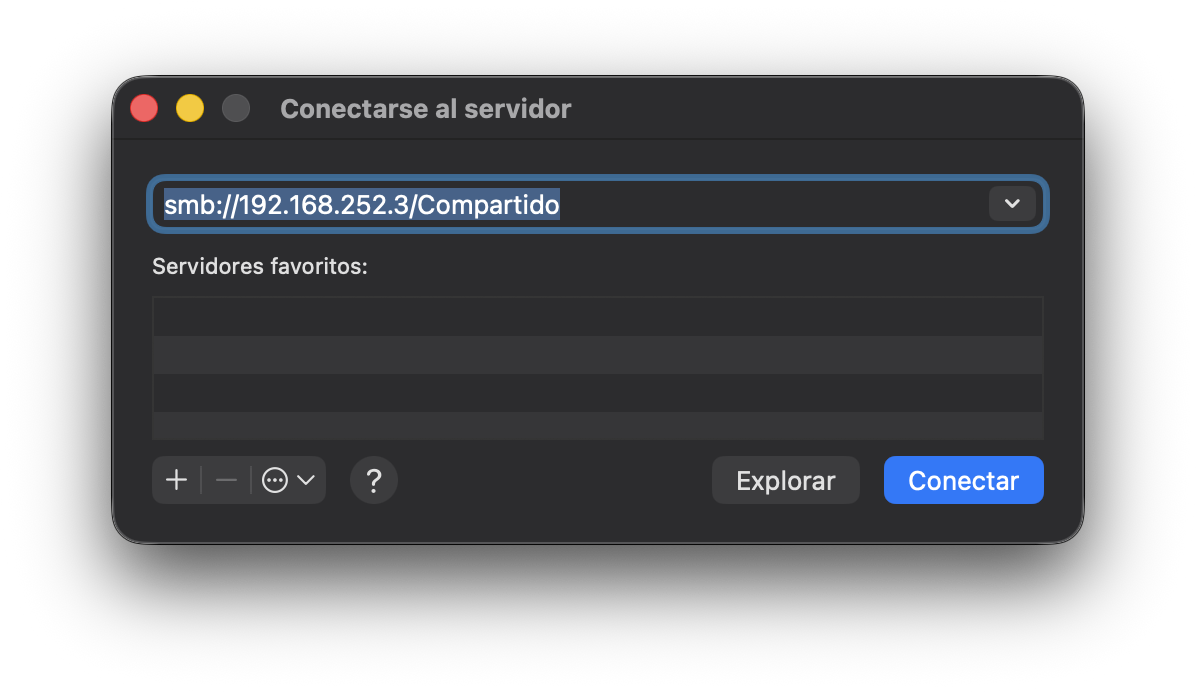 Conectarse al servidor
smb://192.168.252.3/Compartido
Servidores favoritos:
?
Explorar
Conectar